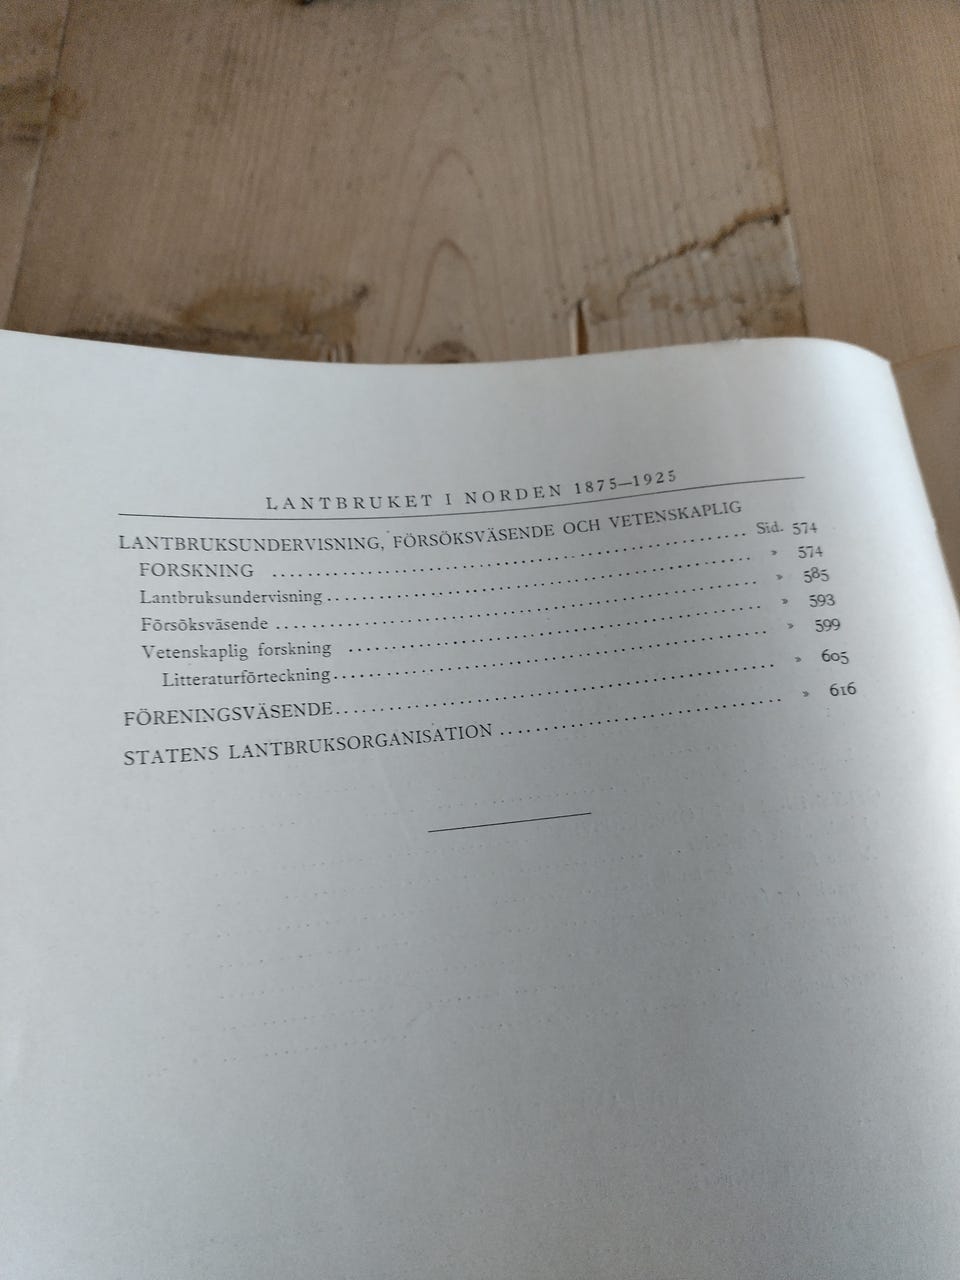 LANTBRUKET I NORDEN 1875—1925
LANTBRUKSUNDERVISNING, FÖRSÖKSVÄSENDE OCH VETENSKAPLIG
FORSKNING .......... Sid. 574
Lantbruksundervisning .......... » 574
Försöksväsende .......... » 585
Vetenskaplig forskning .......... » 593
Litteraturförteckning .......... » 599
FÖRENINGSVÄSENDE .......... » 605
STATENS LANTBRUKSORGANISATION .......... » 616